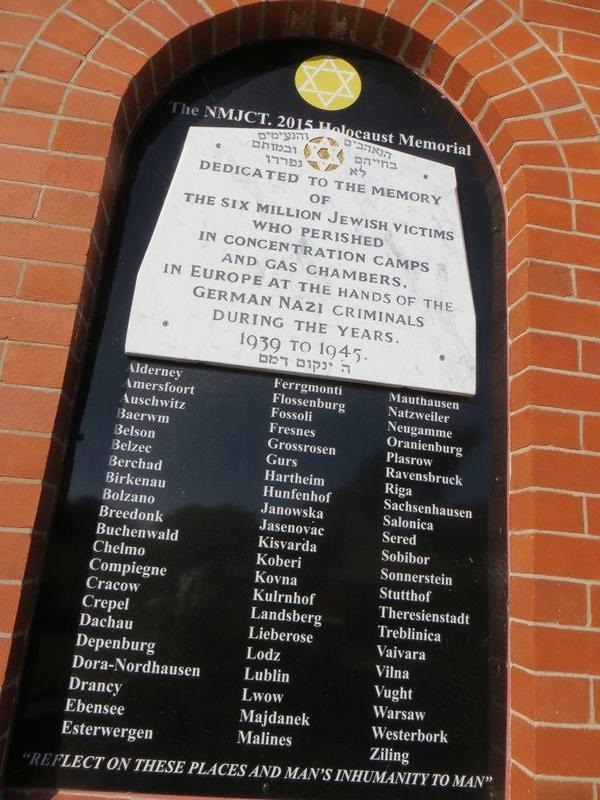 The NMJCT. 2015 Holocaust Memorial
הנאהבים והנעימים
בחייהם ובמותם
לא נפרדו
DEDICATED TO THE MEMORY
OF
THE SIX MILLION JEWISH VICTIMS
WHO PERISHED
IN CONCENTRATION CAMPS
AND GAS CHAMBERS,
IN EUROPE AT THE HANDS OF THE
GERMAN NAZI CRIMINALS
DURING THE YEARS.
1939 TO 1945.
ה׳ ינקום דמם
Alderney
Amersfoort
Auschwitz
Baerwm
Belson
Belzec
Berchad
Birkenau
Bolzano
Breedonk
Buchenwald
Chelmo
Compiegne
Cracow
Crepel
Dachau
Depenburg
Dora-Nordhausen
Drancy
Ebensee
Esterwergen
Ferrgmonti
Flossenburg
Fossoli
Fresnes
Grossrosen
Gurs
Hartheim
Hunfenhof
Janowska
Jasenovac
Kisvarda
Koberi
Kovna
Kulrnhof
Landsberg
Lieberose
Lodz
Lublin
Lwow
Majdanek
Malines
Mauthausen
Natzweiler
Neugamme
Oranienburg
Plasrow
Ravensbruck
Riga
Sachsenhausen
Salonica
Sered
Sobibor
Sonnerstein
Stutthof
Theresienstadt
Treblinica
Vaivara
Vilna
Vught
Warsaw
Westerbork
Ziling
"REFLECT ON THESE PLACES AND MAN'S INHUMANITY TO MAN"